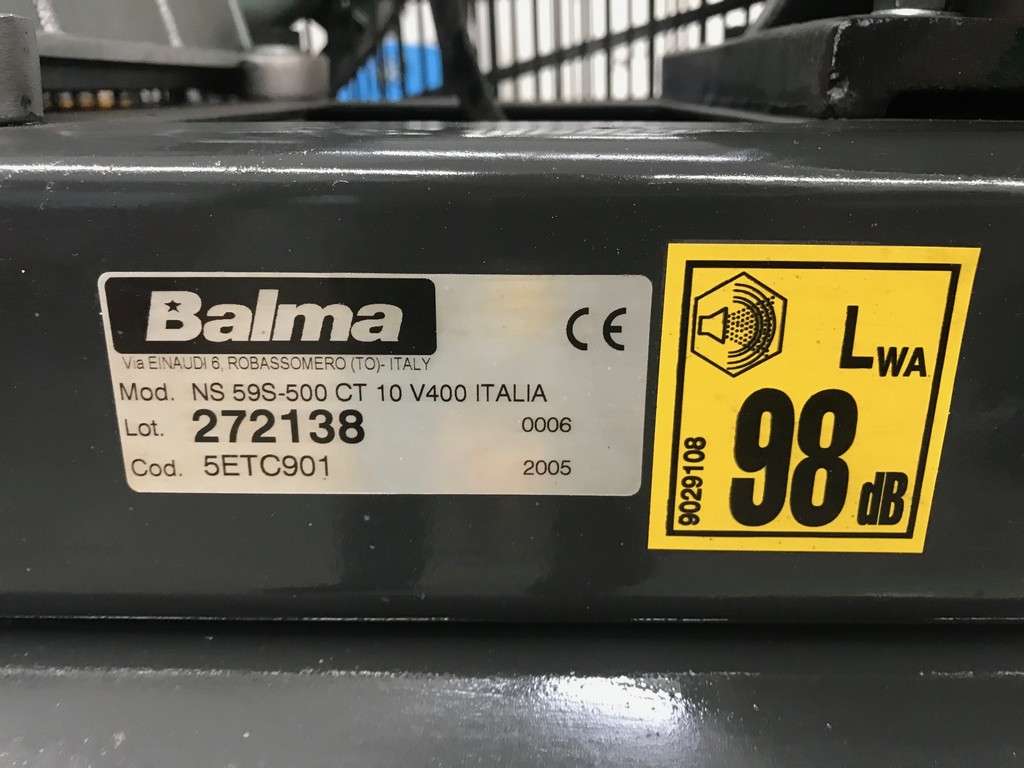 Balma
CE
Via EINAUDI 6, ROBASSOMERO (TO)- ITALY
Mod. NS 59S-500 CT 10 V400 ITALIA
Lot. 272138 0006
Cod. 5ETC901 2005
LWA
98 dB
9029108